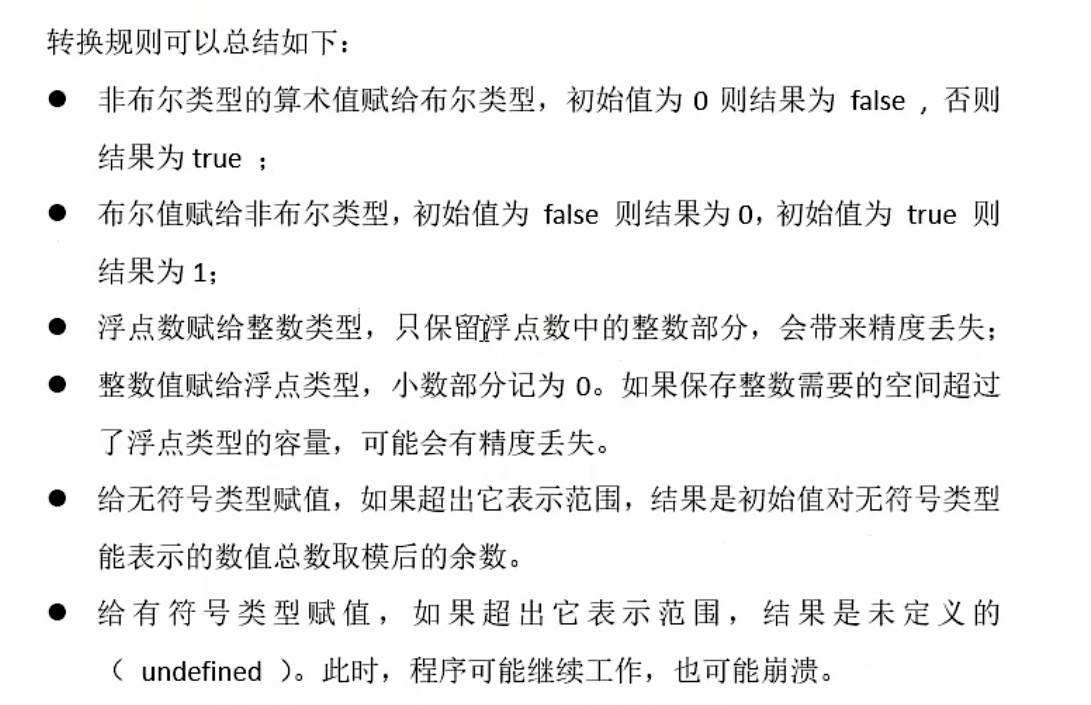 转换规则可以总结如下：
● 非布尔类型的算术值赋给布尔类型，初始值为 0 则结果为 false , 否则
结果为 true ；
● 布尔值赋给非布尔类型，初始值为 false 则结果为 0，初始值为 true 则
结果为 1；
● 浮点数赋给整数类型，只保留浮点数中的整数部分，会带来精度丢失；
● 整数值赋给浮点类型，小数部分记为 0。如果保存整数需要的空间超过
了浮点类型的容量，可能会有精度丢失。
● 给无符号类型赋值，如果超出它表示范围，结果是初始值对无符号类型
能表示的数值总数取模后的余数。
● 给有符号类型赋值，如果超出它表示范围，结果是未定义的
（ undefined ）。此时，程序可能继续工作，也可能崩溃。